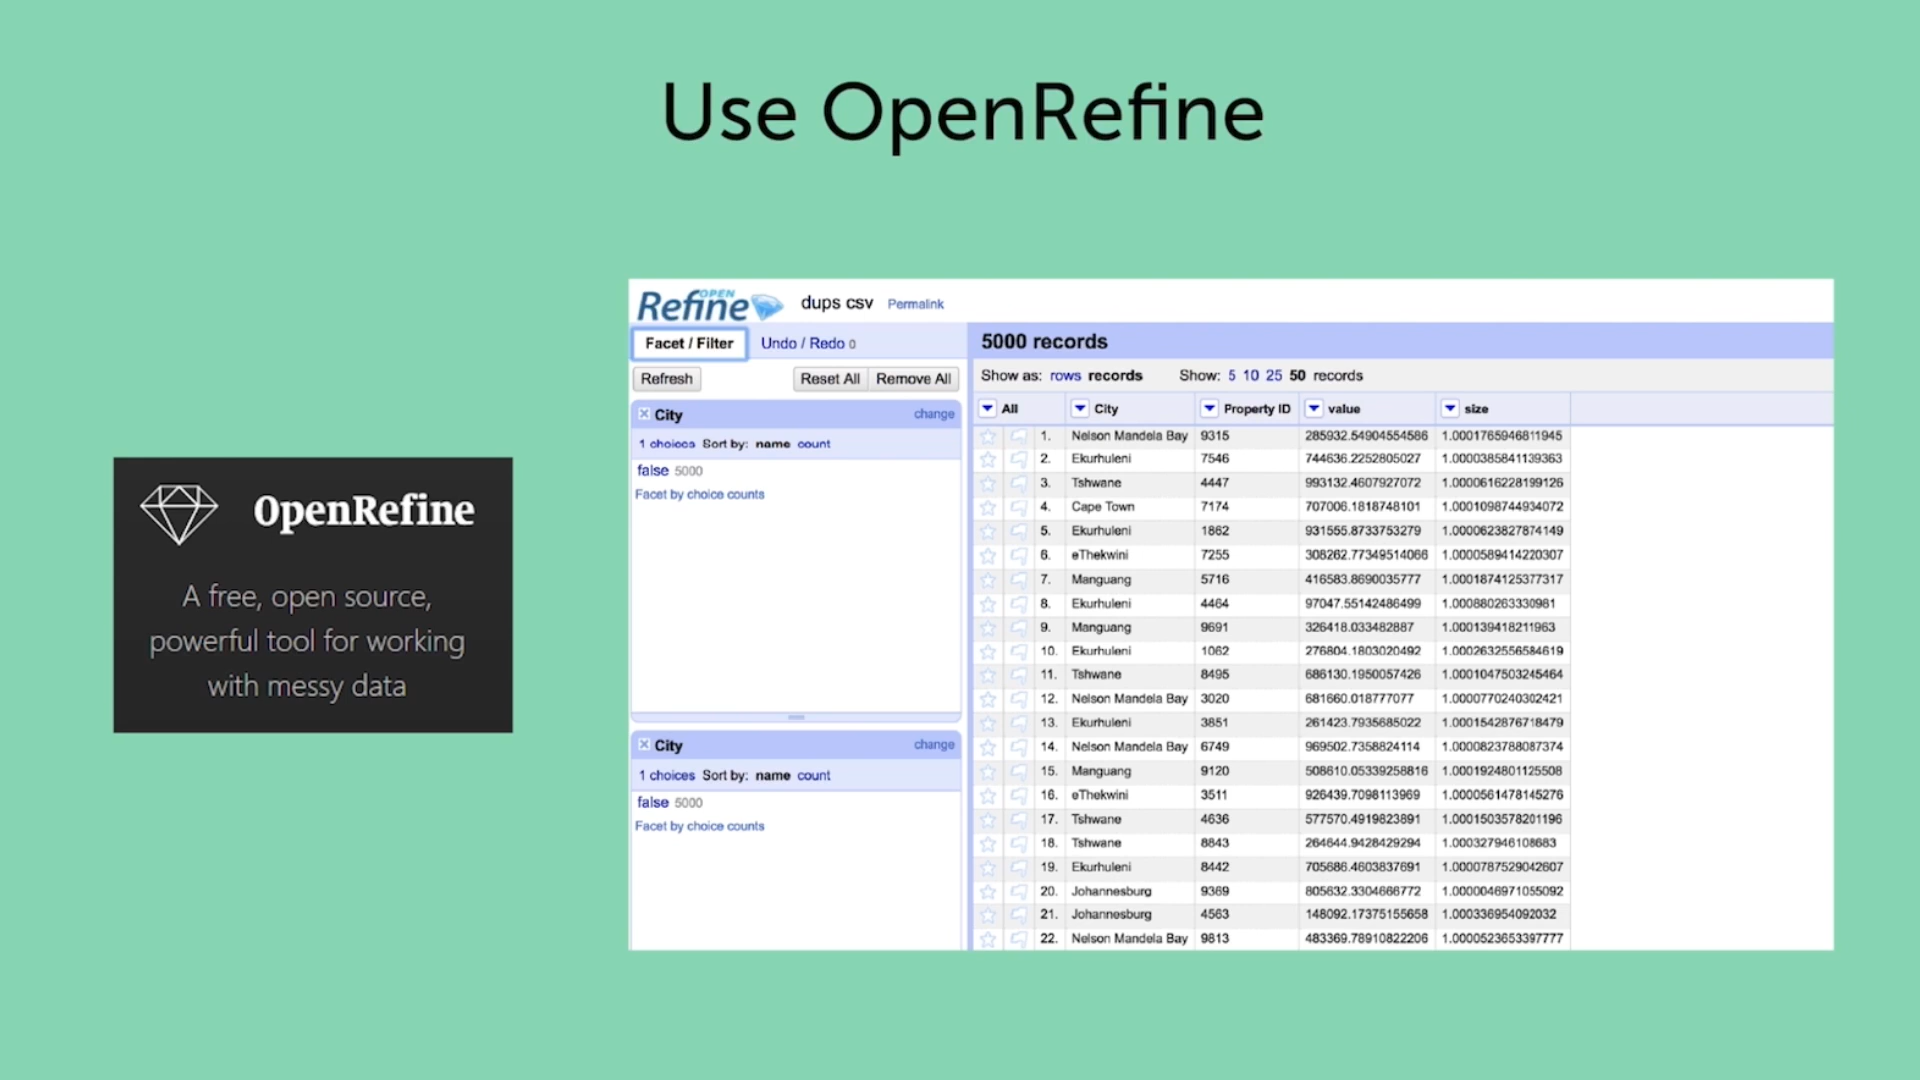 Use OpenRefine
OpenRefine
A free, open source,
powerful tool for working
with messy data
OPEN
Refine
dups csv Permalink
Facet / Filter Undo / Redo 0
Refresh Reset All Remove All
City change
1 choices Sort by: name count
false 5000
Facet by choice counts
City change
1 choices Sort by: name count
false 5000
Facet by choice counts
5000 records
Show as: rows records Show: 5 10 25 50 records
All City Property ID value size
1. Nelson Mandela Bay 9315 285932.54904554586 1.0001765946811945
2. Ekurhuleni 7546 744636.2252805027 1.0000385841139363
3. Tshwane 4447 993132.4607927072 1.0000616228199126
4. Cape Town 7174 707006.1818748101 1.0001098744934072
5. Ekurhuleni 1862 931555.8733753279 1.0000623827874149
6. eThekwini 7255 308262.77349514066 1.0000589414220307
7. Manguang 5716 416583.8690035777 1.0001874125377317
8. Ekurhuleni 4464 97047.55142486499 1.000880263330981
9. Manguang 9691 326418.033482887 1.000139418211963
10. Ekurhuleni 1062 276804.1803020492 1.0002632556584619
11. Tshwane 8495 686130.1950057426 1.0001047503245464
12. Nelson Mandela Bay 3020 681660.018777077 1.0000770240302421
13. Ekurhuleni 3851 261423.7935685022 1.0001542876718479
14. Nelson Mandela Bay 6749 969502.7358824114 1.0000823788087374
15. Manguang 9120 508610.05339258816 1.0001924801125508
16. eThekwini 3511 926439.7098113969 1.0000561478145276
17. Tshwane 4636 577570.4919823891 1.0001503578201196
18. Tshwane 8843 264644.9428429294 1.000327946108683
19. Ekurhuleni 8442 705686.4603837691 1.0000787529042607
20. Johannesburg 9369 805632.3304666772 1.0000046971055092
21. Johannesburg 4563 148092.17375155658 1.000336954092032
22. Nelson Mandela Bay 9813 483369.78910822206 1.0000523653397777